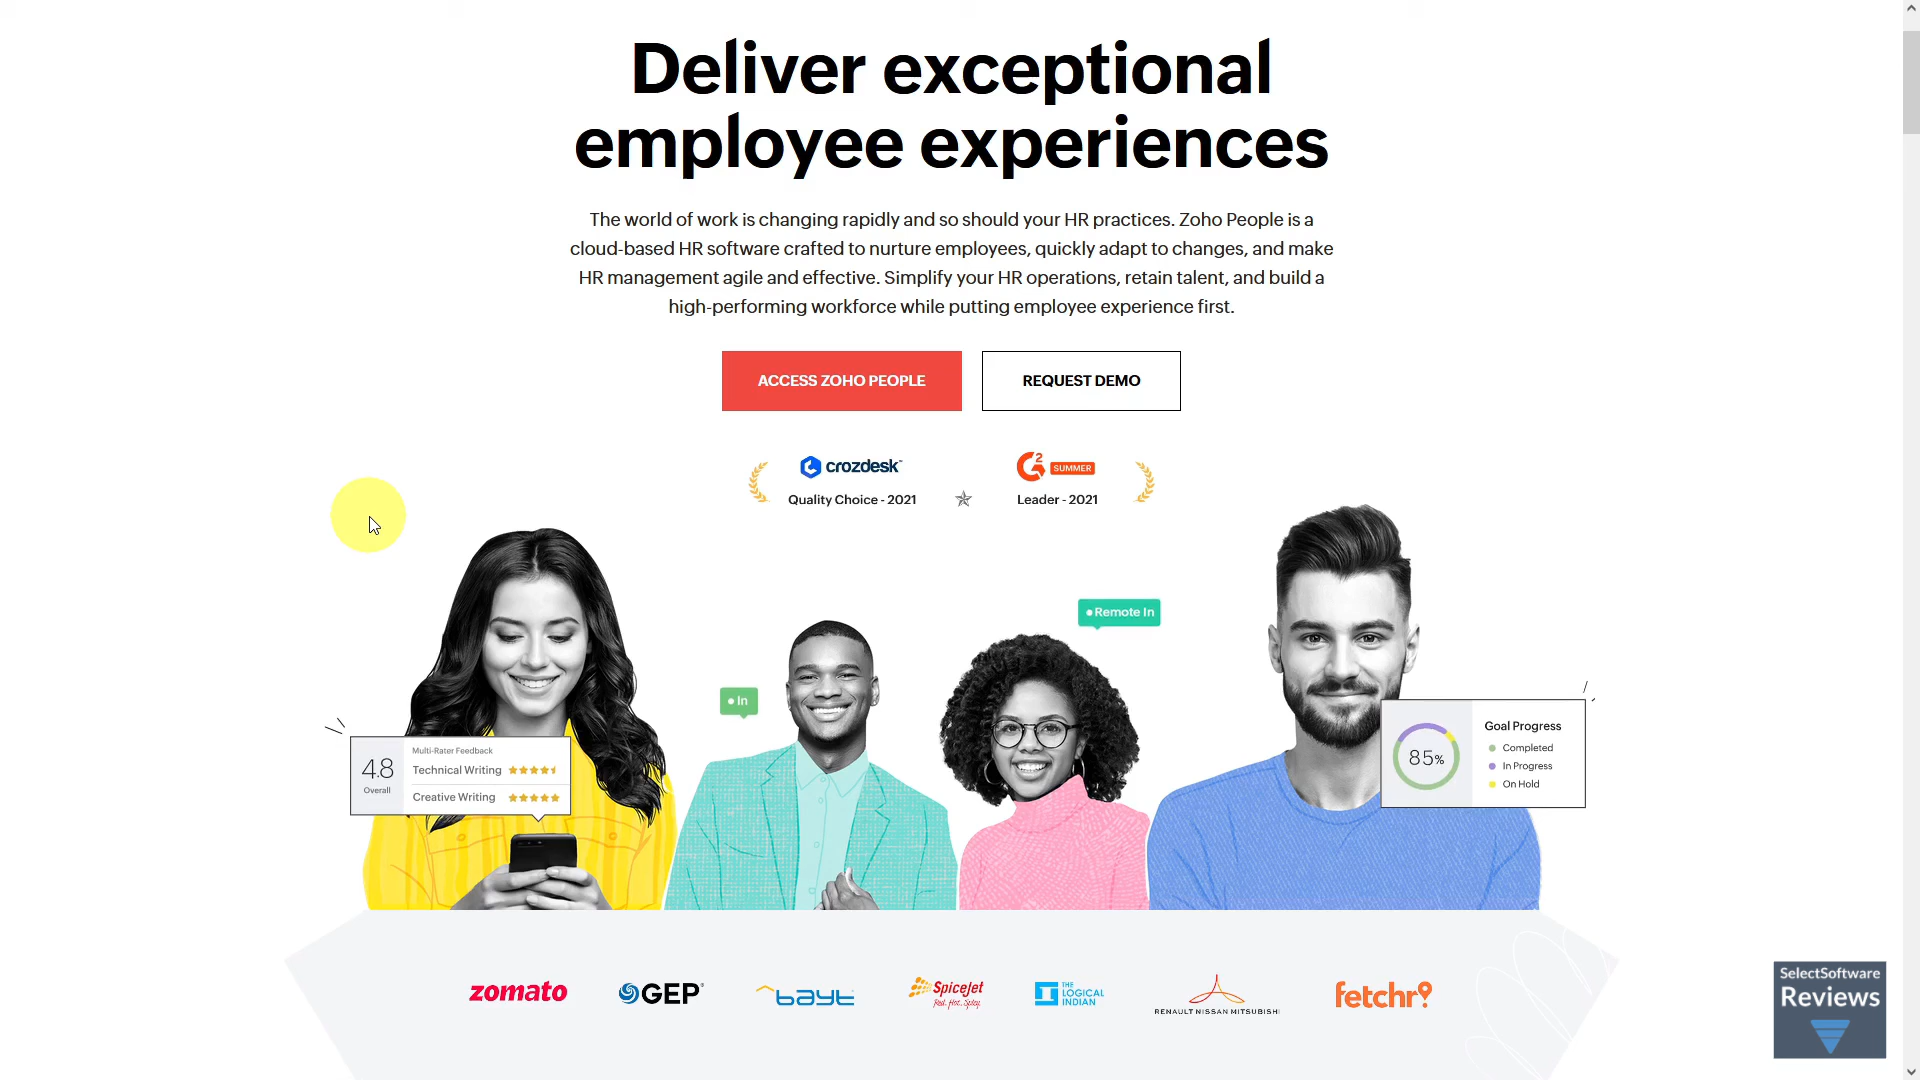 Deliver exceptional
employee experiences
The world of work is changing rapidly and so should your HR practices. Zoho People is a
cloud-based HR software crafted to nurture employees, quickly adapt to changes, and make
HR management agile and effective. Simplify your HR operations, retain talent, and build a
high-performing workforce while putting employee experience first.
ACCESS ZOHO PEOPLE
REQUEST DEMO
crozdesk™
Quality Choice - 2021
G2 SUMMER
Leader - 2021
Remote In
In
4.8
Overall
Multi-Rater Feedback
Technical Writing
Creative Writing
85%
Goal Progress
Completed
In Progress
On Hold
zomato
GEP®
bayt
SpiceJet
Red. Hot. Spicy.
THE
LOGICAL
INDIAN
RENAULT NISSAN MITSUBISHI
fetchr
SelectSoftware
Reviews